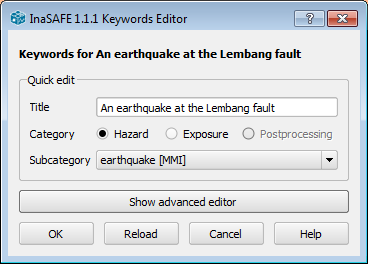 InaSAFE 1.1.1 Keywords Editor
?
Keywords for An earthquake at the Lembang fault
Quick edit
Title An earthquake at the Lembang fault
Category Hazard Exposure Postprocessing
Subcategory earthquake [MMI]
Show advanced editor
OK Reload Cancel Help